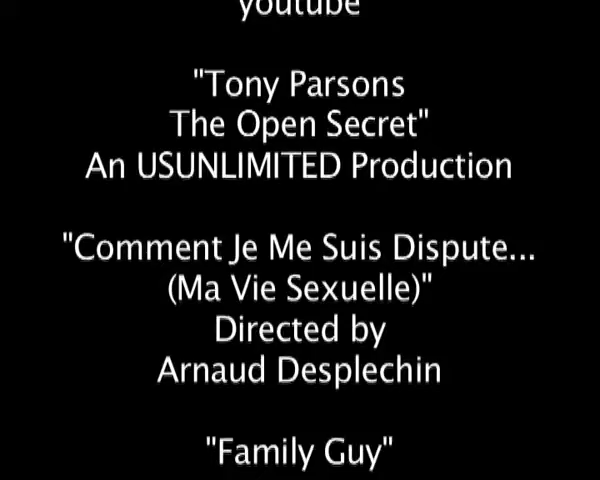 youtube
"Tony Parsons
The Open Secret"
An USUNLIMITED Production
"Comment Je Me Suis Dispute...
(Ma Vie Sexuelle)"
Directed by
Arnaud Desplechin
"Family Guy"